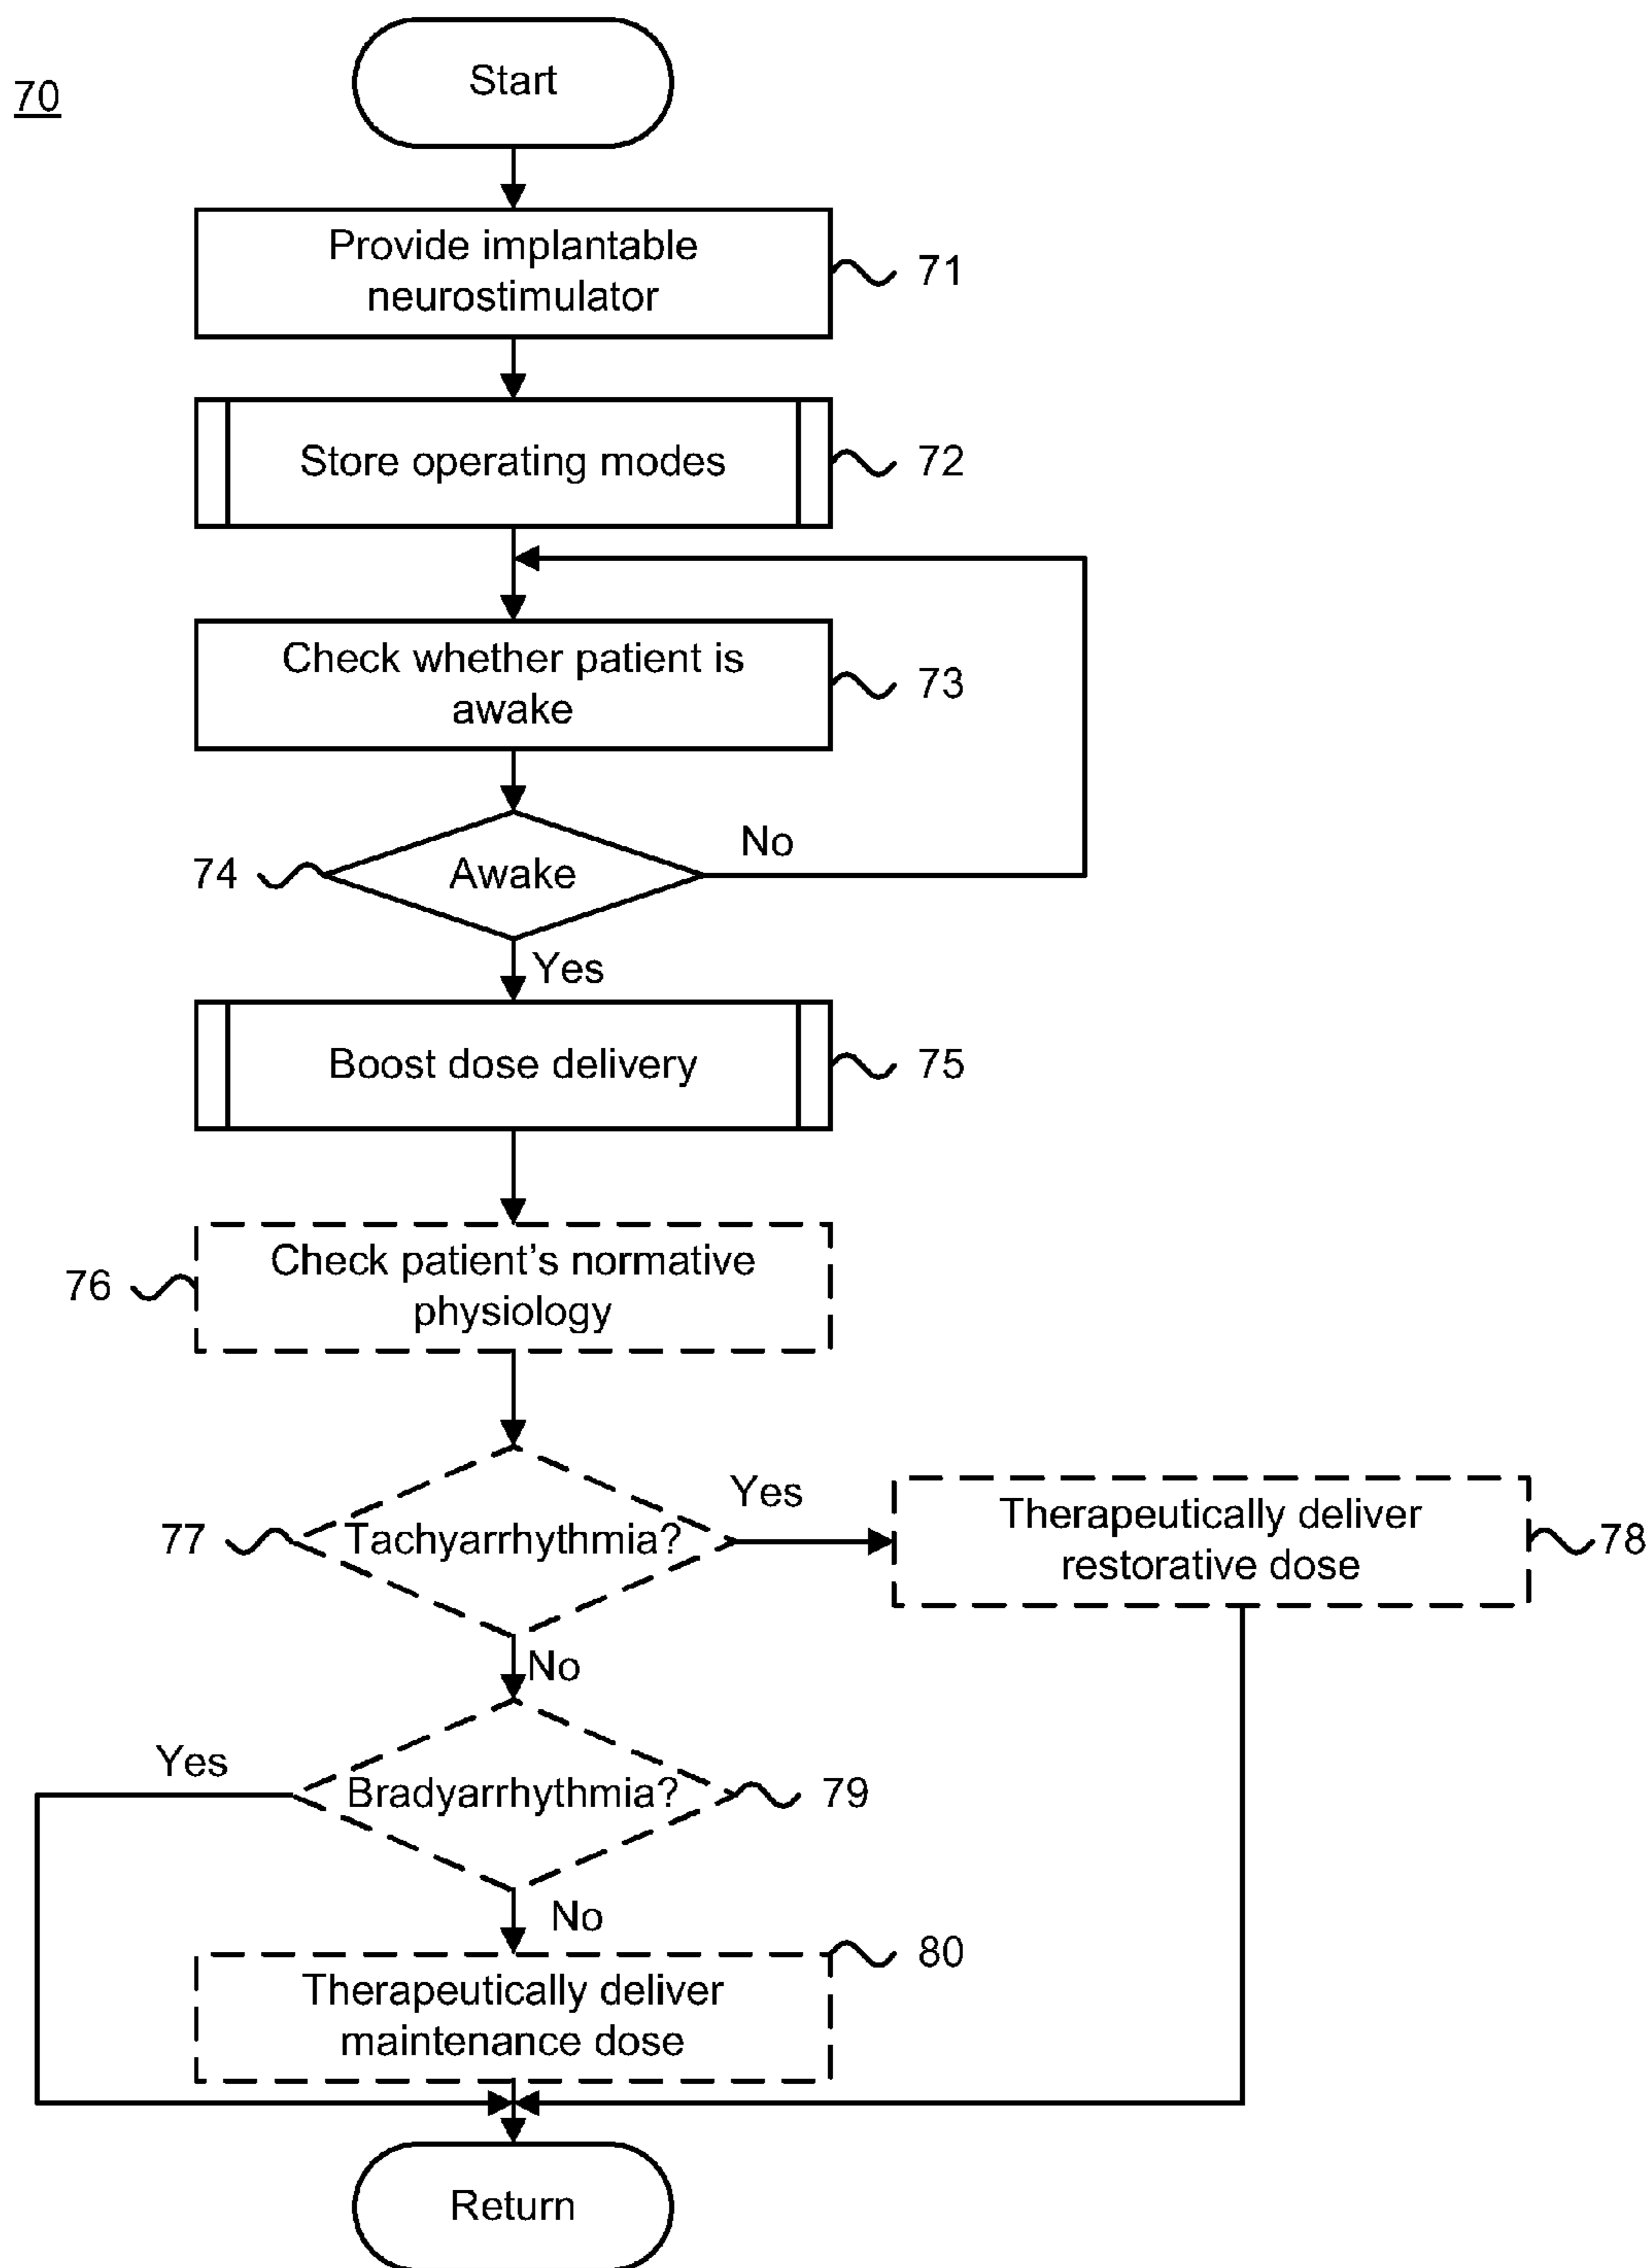 Start
70
Provide implantable
neurostimulator
71
Store operating modes
72
Check whether patient is
awake
73
No
74
Awake
Yes
Boost dose delivery
75
Check patient’s normative
physiology
76
Yes
Therapeutically deliver
restorative dose
78
77
Tachyarrhythmia?
No
Yes
Bradyarrhythmia?
79
No
80
Therapeutically deliver
maintenance dose
Return